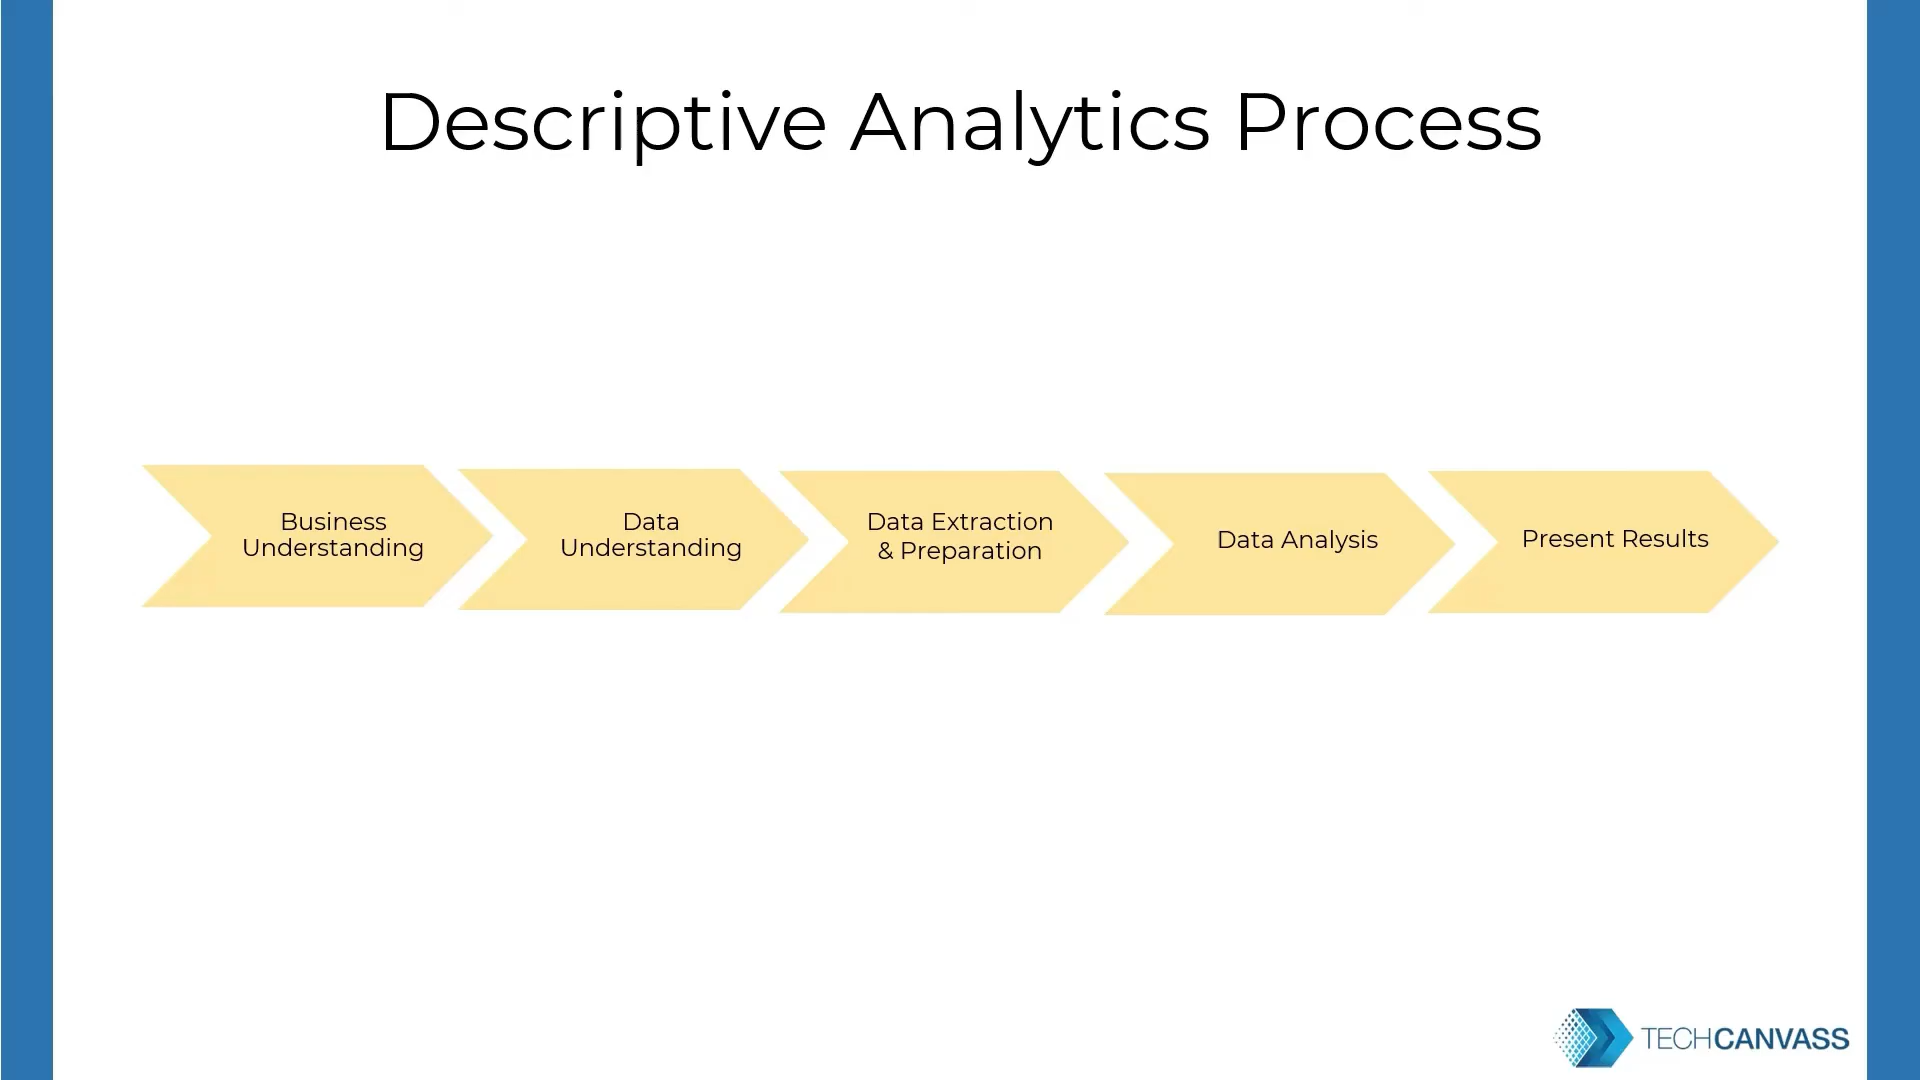 Descriptive Analytics Process
Business
Understanding
Data
Understanding
Data Extraction
& Preparation
Data Analysis
Present Results
TECHCANVASS